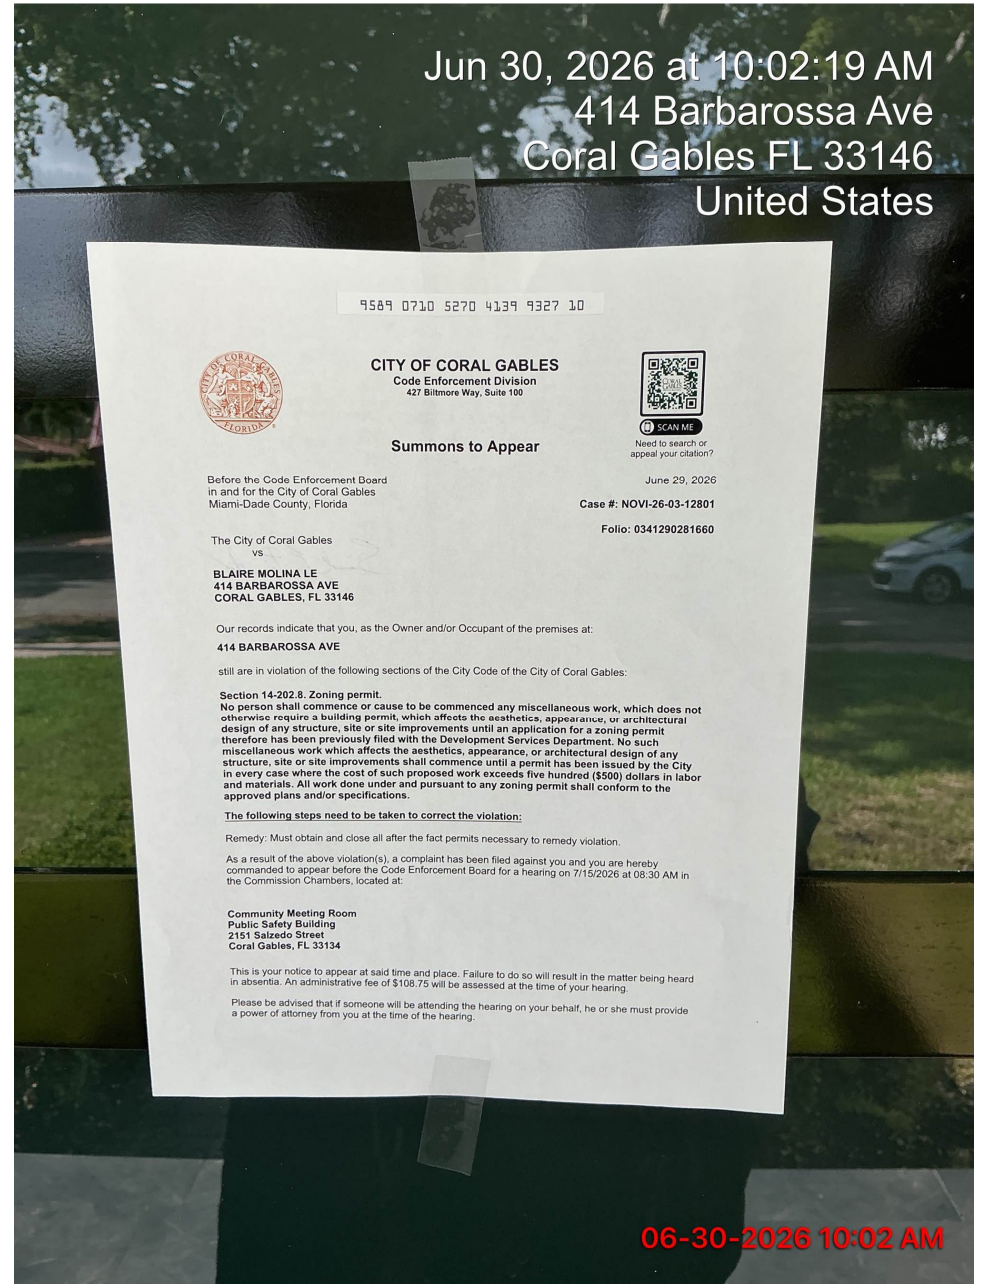 Jun 30, 2026 at 10:02:19 AM
414 Barbarossa Ave
Coral Gables FL 33146
United States
9589 0710 5270 4139 9327 10
CITY OF CORAL GABLES
FLORIDA
CITY OF CORAL GABLES
Code Enforcement Division
427 Biltmore Way, Suite 100
CORAL GABLES
SCAN ME
Need to search or
appeal your citation?
Summons to Appear
Before the Code Enforcement Board
in and for the City of Coral Gables
Miami-Dade County, Florida
June 29, 2026
Case #: NOVI-26-03-12801
Folio: 0341290281660
The City of Coral Gables
vs
BLAIRE MOLINA LE
414 BARBAROSSA AVE
CORAL GABLES, FL 33146
Our records indicate that you, as the Owner and/or Occupant of the premises at:
414 BARBAROSSA AVE
still are in violation of the following sections of the City Code of the City of Coral Gables:
Section 14-202.8. Zoning permit.
No person shall commence or cause to be commenced any miscellaneous work, which does not
otherwise require a building permit, which affects the aesthetics, appearance, or architectural
design of any structure, site or site improvements until an application for a zoning permit
therefore has been previously filed with the Development Services Department. No such
miscellaneous work which affects the aesthetics, appearance, or architectural design of any
structure, site or site improvements shall commence until a permit has been issued by the City
in every case where the cost of such proposed work exceeds five hundred ($500) dollars in labor
and materials. All work done under and pursuant to any zoning permit shall conform to the
approved plans and/or specifications.
The following steps need to be taken to correct the violation:
Remedy: Must obtain and close all after the fact permits necessary to remedy violation.
As a result of the above violation(s), a complaint has been filed against you and you are hereby
commanded to appear before the Code Enforcement Board for a hearing on 7/15/2026 at 08:30 AM in
the Commission Chambers, located at:
Community Meeting Room
Public Safety Building
2151 Salzedo Street
Coral Gables, FL 33134
This is your notice to appear at said time and place. Failure to do so will result in the matter being heard
in absentia. An administrative fee of $108.75 will be assessed at the time of your hearing.
Please be advised that if someone will be attending the hearing on your behalf, he or she must provide
a power of attorney from you at the time of the hearing.
06-30-2026 10:02 AM